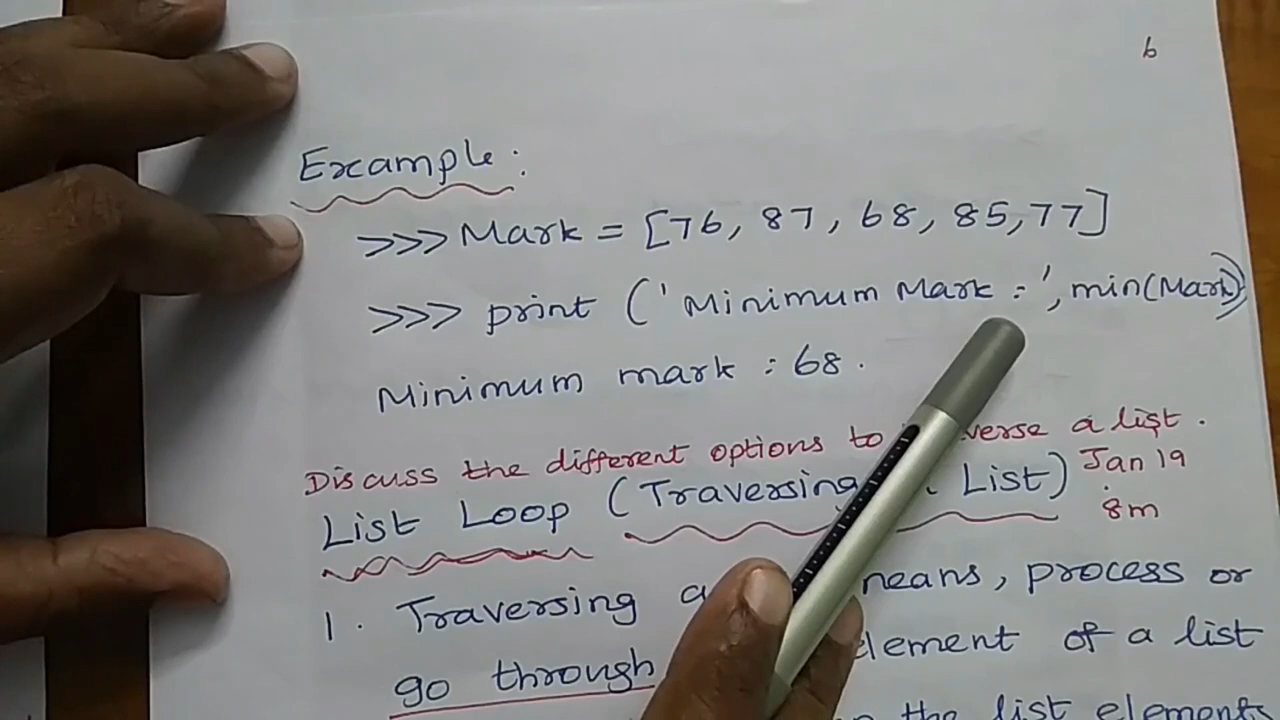 6
Example:
>>> Mark = [76, 87, 68, 85, 77]
>>> print ('Minimum Mark :', min(Mark))
Minimum mark : 68.
Discuss the different options to verse a list.
List Loop (Traversing List) Jan 19
8m
1. Traversing a means, process or
go through element of a list
the list elements